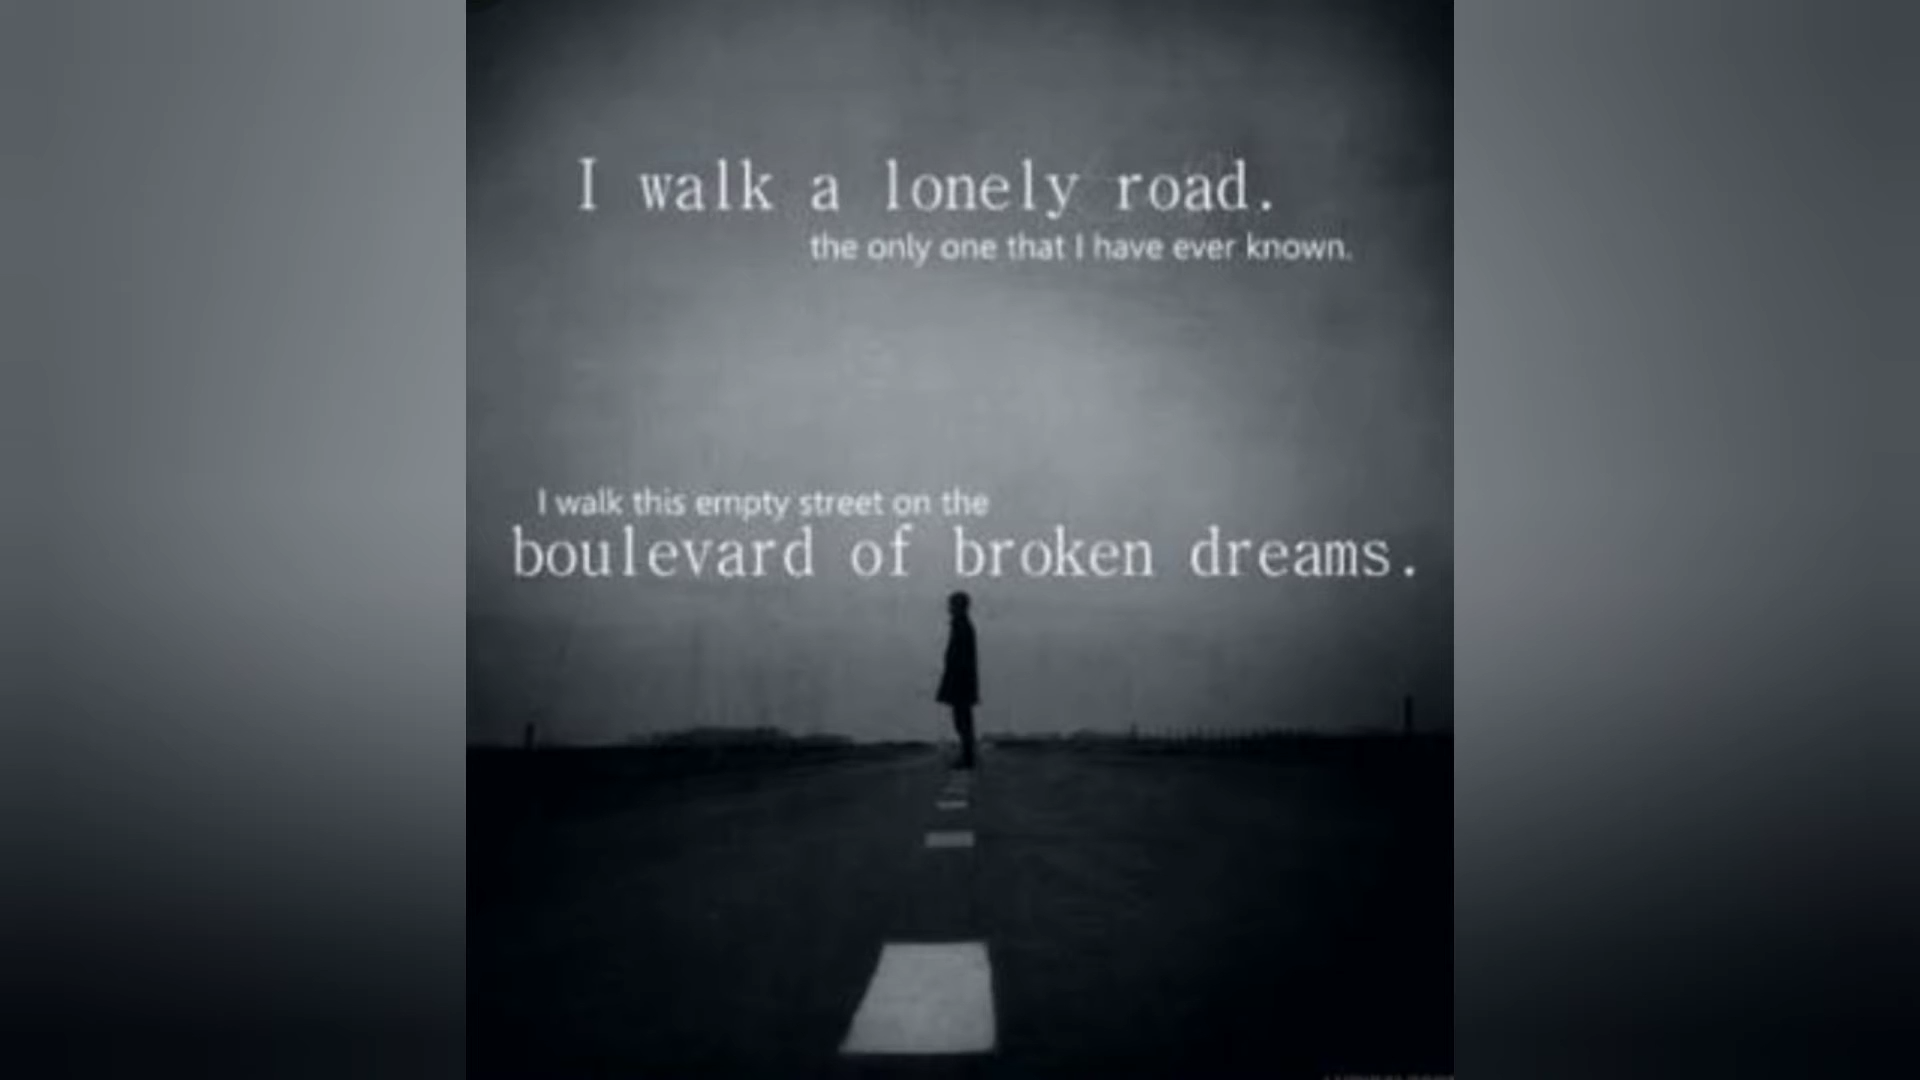 I walk a lonely road.
the only one that I have ever known.
I walk this empty street on the
boulevard of broken dreams.